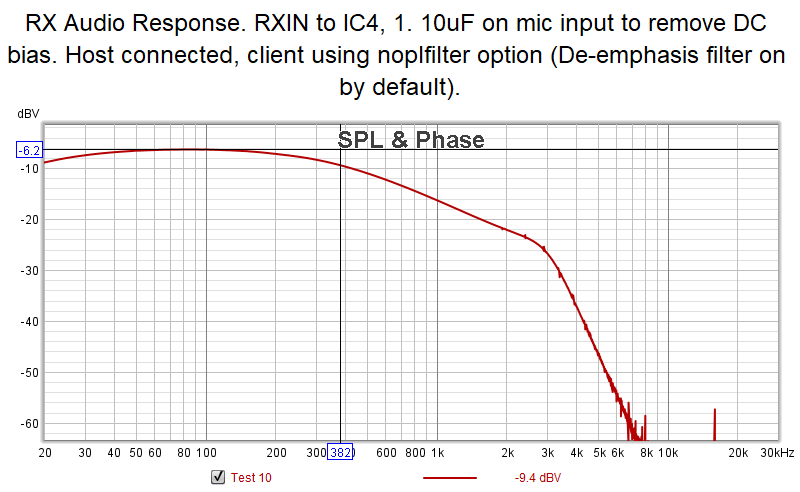 RX Audio Response. RXIN to IC4, 1. 10uF on mic input to remove DC
bias. Host connected, client using noplfilter option (De-emphasis filter on
by default).
dBV
SPL & Phase
-6.2
-10
-20
-30
-40
-50
-60
20 30 40 50 60 80 100 200 300 382 600 800 1k 2k 3k 4k 5k 6k 8k 10k 20k 30kHz
Test 10 -9.4 dBV